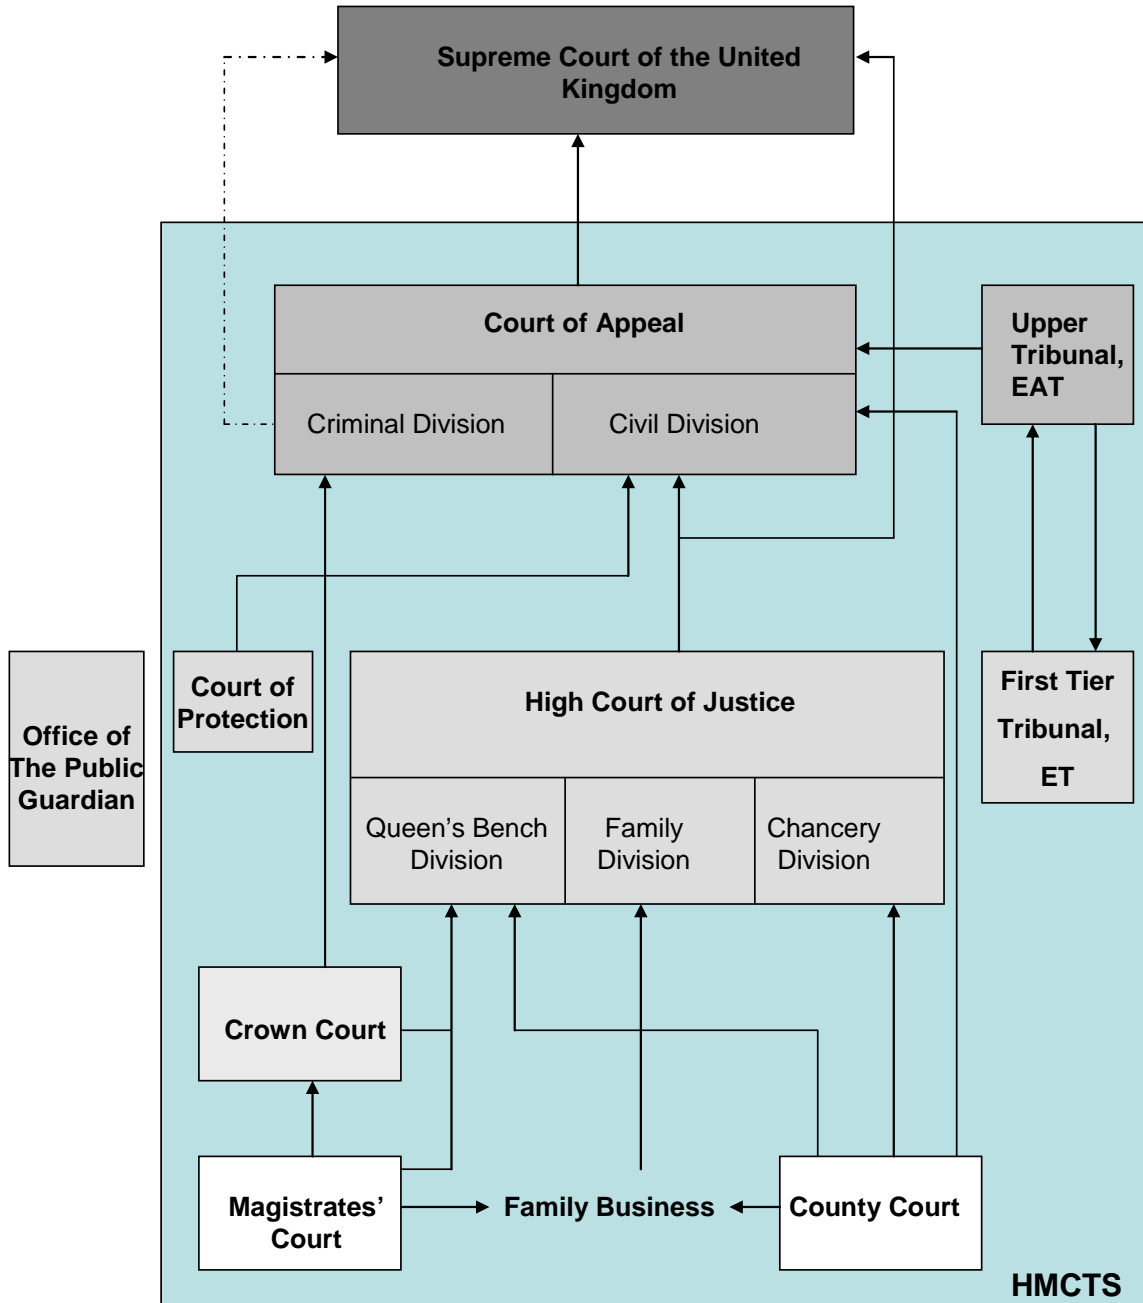 Supreme Court of the United
Kingdom
Court of Appeal
Criminal Division
Civil Division
Upper
Tribunal,
EAT
Office of
The Public
Guardian
Court of
Protection
High Court of Justice
Queen’s Bench
Division
Family
Division
Chancery
Division
First Tier
Tribunal,
ET
Crown Court
Magistrates’
Court
Family Business
County Court
HMCTS